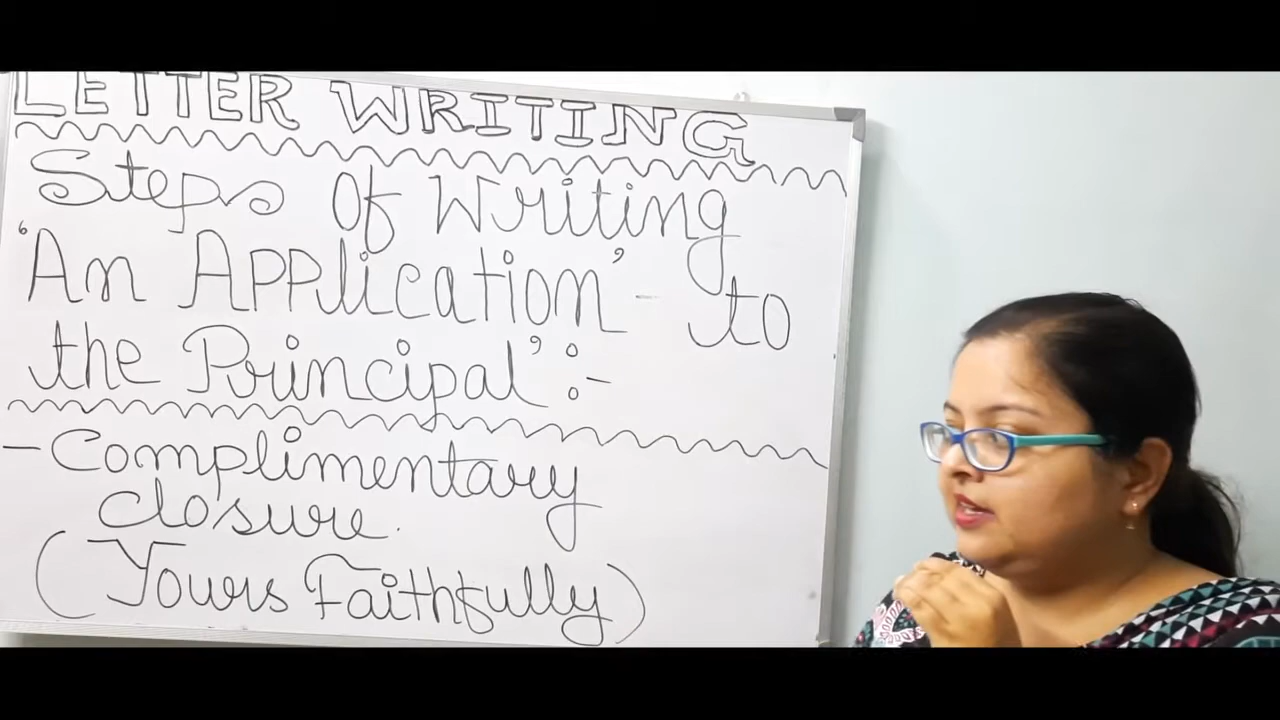 LETTER WRITING
Steps Of Writing
'An Application' - to
the Principal' :-
- Complimentary
closure.
(Yours Faithfully)